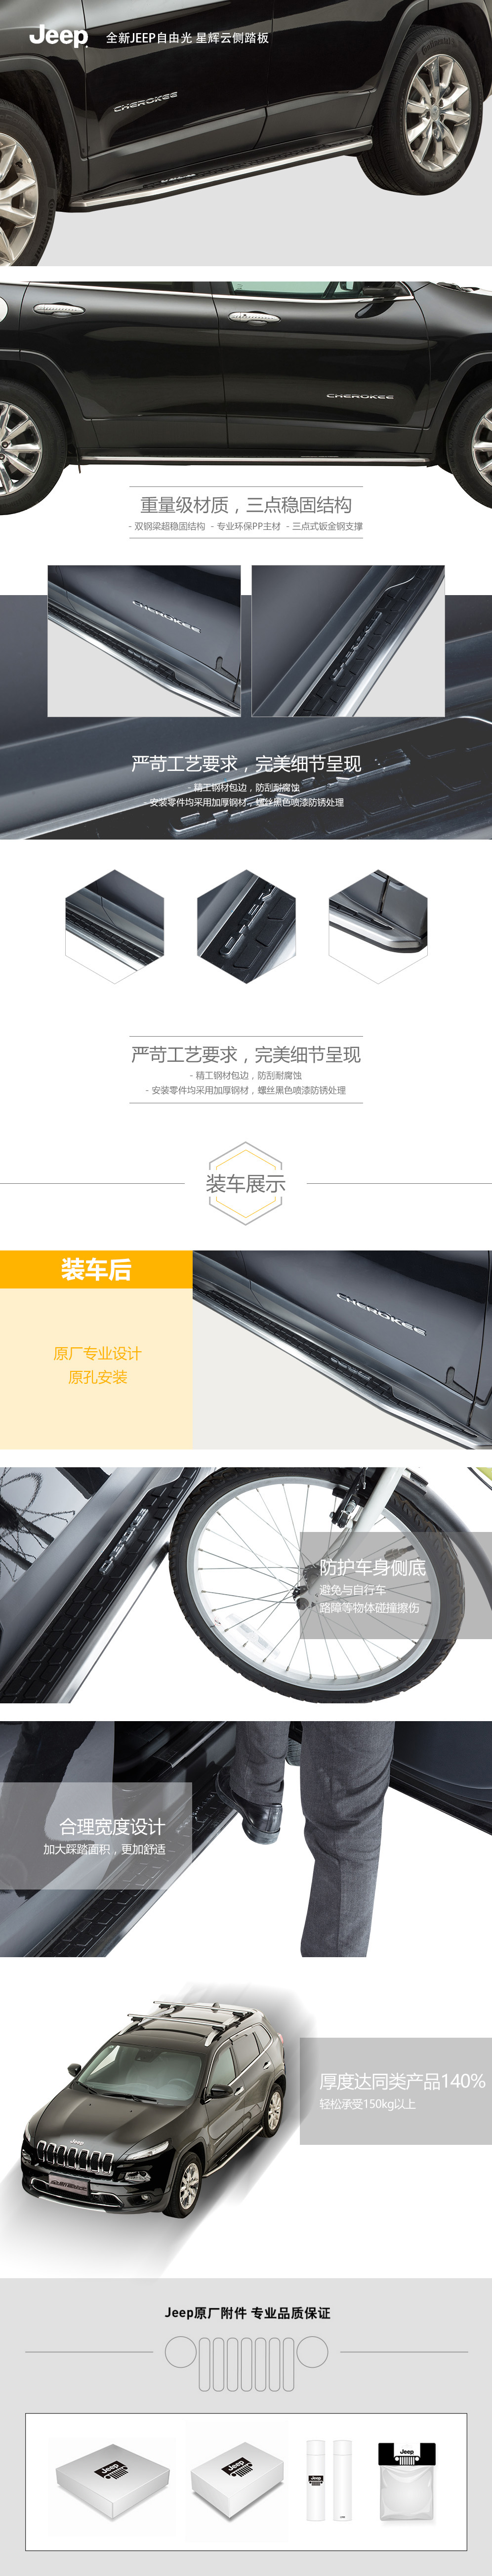 Jeep 全新JEEP自由光 星辉云侧踏板
Continental
CHEROKEE
CHEROKEE
重量级材质，三点稳固结构
- 双钢梁超稳固结构 - 专业环保PP主材 - 三点式钣金钢支撑
CHEROKEE
严苛工艺要求，完美细节呈现
- 精工钢材包边，防刮耐腐蚀
- 安装零件均采用加厚钢材，螺丝黑色喷漆防锈处理
严苛工艺要求，完美细节呈现
- 精工钢材包边，防刮耐腐蚀
- 安装零件均采用加厚钢材，螺丝黑色喷漆防锈处理
装车展示
装车后
原厂专业设计
原孔安装
CHEROKEE
防护车身侧底
避免与自行车
路障等物体碰撞擦伤
合理宽度设计
加大踩踏面积，更加舒适
厚度达同类产品140%
轻松承受150kg以上
Jeep
Jeep原厂附件 专业品质保证
Jeep
Jeep
Jeep
Jeep